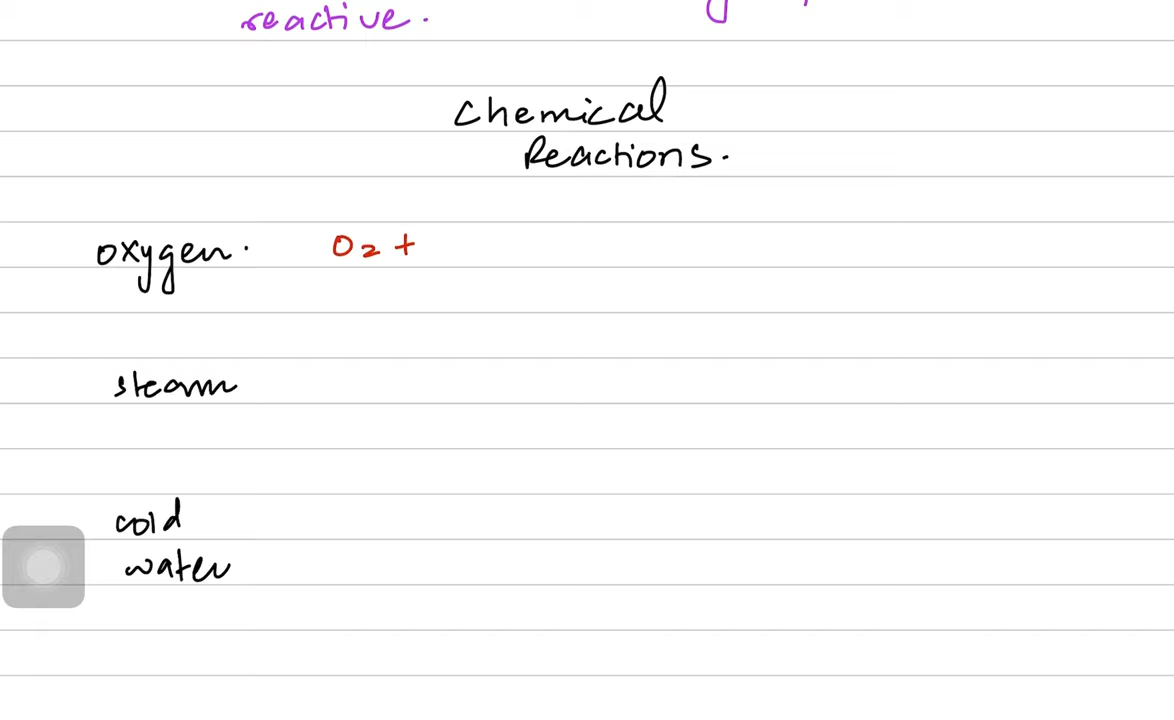 reactive.
Chemical
Reactions.
oxygen. O2 +
steam
cold
water